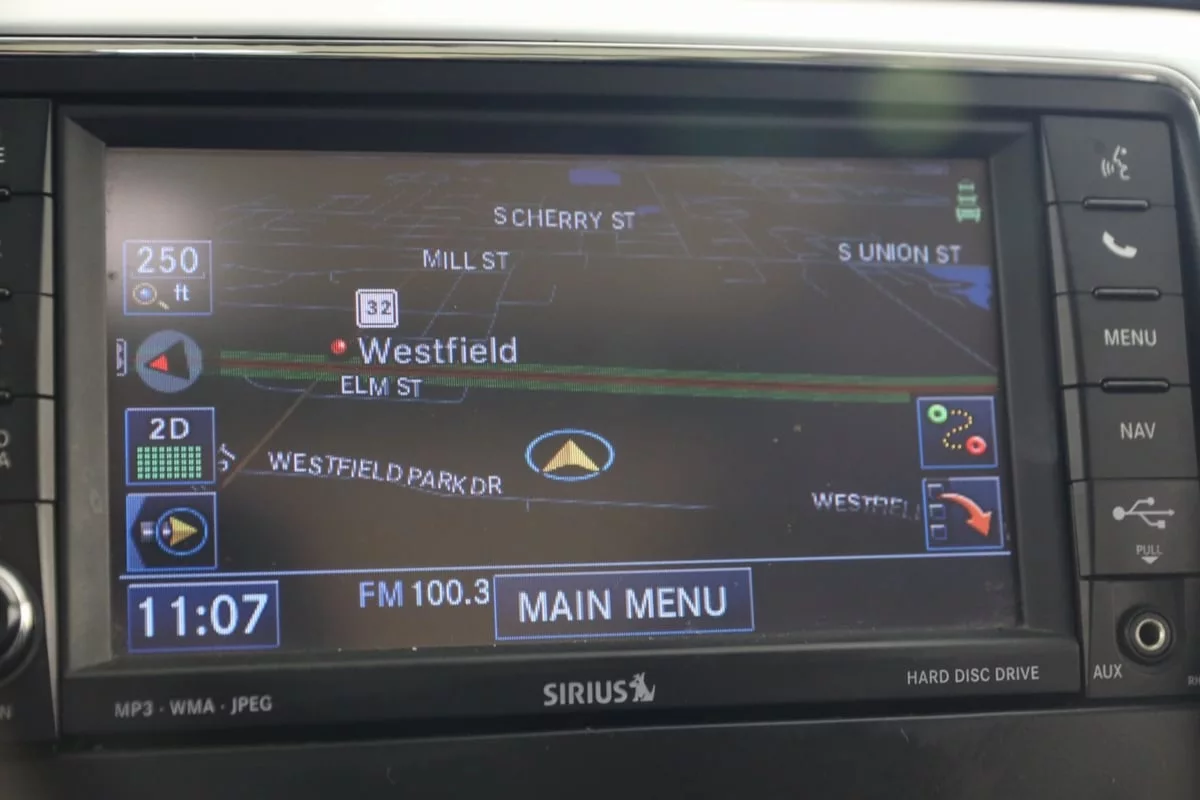 S CHERRY ST
MILL ST
S UNION ST
250
ft
32
Westfield
ELM ST
2D
ST
WESTFIELD PARK DR
11:07
FM 100.3
MAIN MENU
MP3 · WMA · JPEG
SIRIUS
HARD DISC DRIVE
MENU
NAV
PULL
AUX